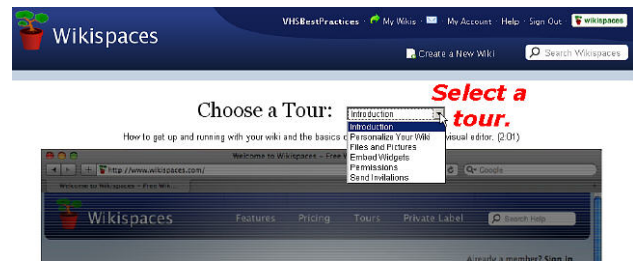 VHSBestPractices · My Wikis · My Account · Help · Sign Out · wikispaces
Wikispaces
Create a New Wiki
Search Wikispaces
Select a
tour.
Choose a Tour: Introduction
Introduction
Personalize Your Wiki
Files and Pictures
Embed Widgets
Permissions
Send Invitations
How to get up and running with your wiki and the basics visual editor. (2:01)
Welcome to Wikispaces - Free
http://www.wikispaces.com/
Google
Welcome to Wikispaces - Free Wik...
Wikispaces
Features Pricing Tours Private Label
Search Help
Already a member? Sign in